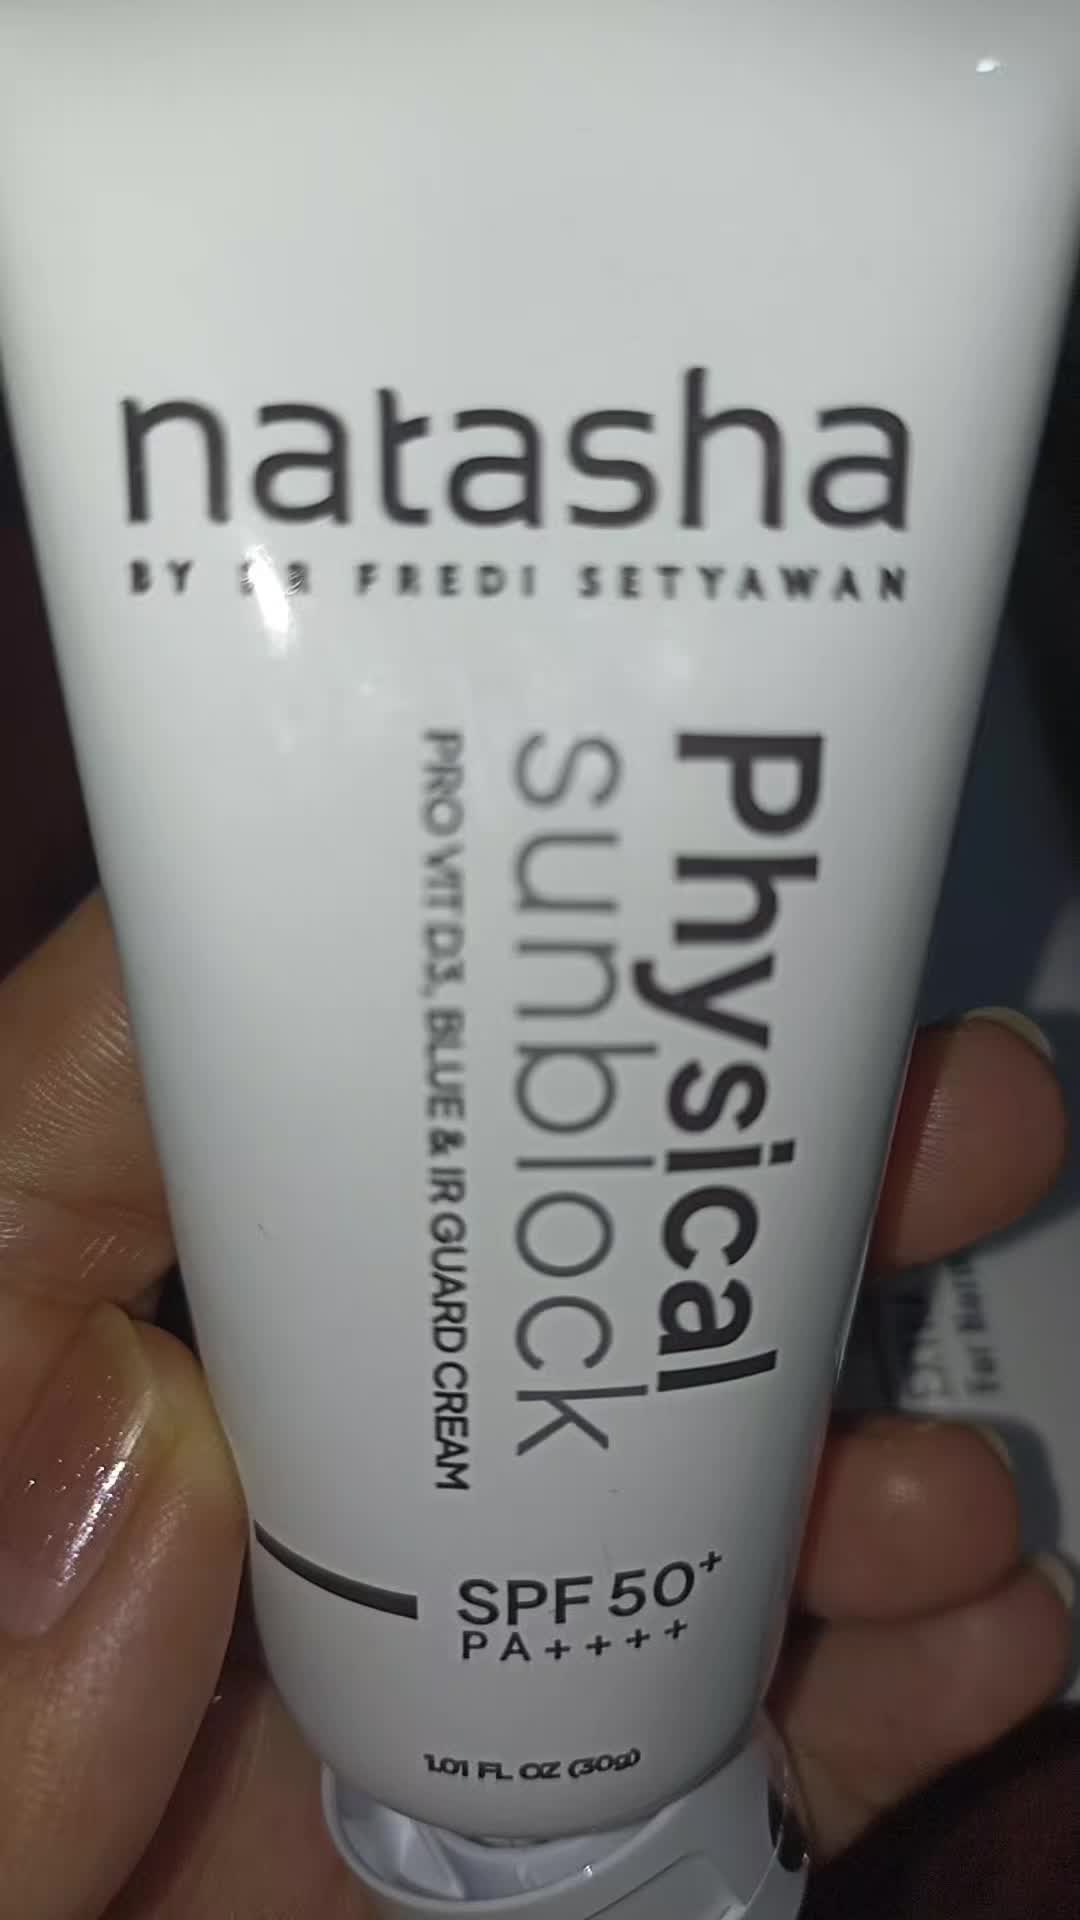 natasha
BY DR FREDI SETYAWAN
Physical
sunblock
PRO VIT D3, BLUE & IR GUARD CREAM
SPF 50+
PA++++
1.01 FL OZ (30g)